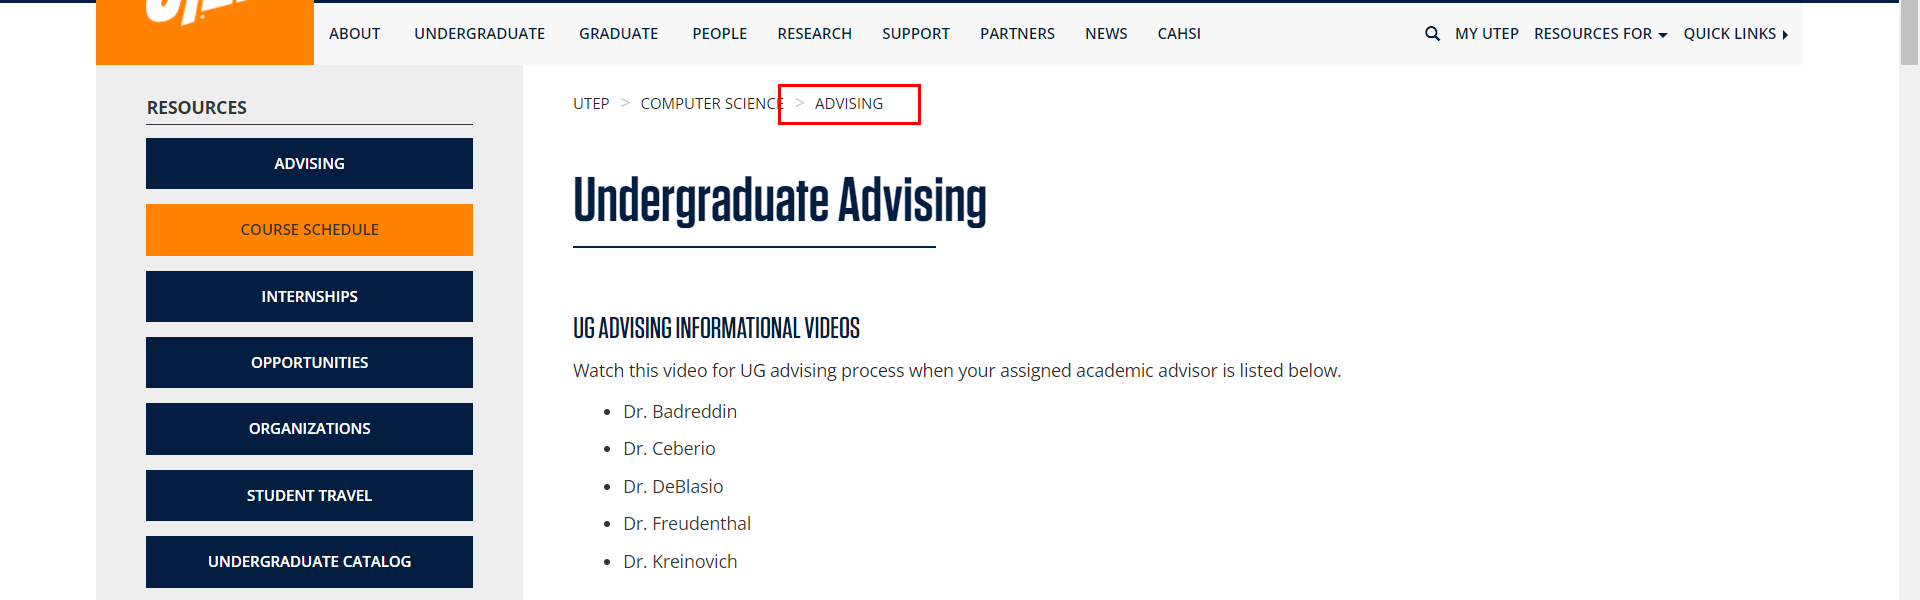 ABOUT UNDERGRADUATE GRADUATE PEOPLE RESEARCH SUPPORT PARTNERS NEWS CAHSI MY UTEP RESOURCES FOR QUICK LINKS
RESOURCES
ADVISING
COURSE SCHEDULE
INTERNSHIPS
OPPORTUNITIES
ORGANIZATIONS
STUDENT TRAVEL
UNDERGRADUATE CATALOG
UTEP > COMPUTER SCIENCE > ADVISING
Undergraduate Advising
UG ADVISING INFORMATIONAL VIDEOS
Watch this video for UG advising process when your assigned academic advisor is listed below.
• Dr. Badreddin
• Dr. Ceberio
• Dr. DeBlasio
• Dr. Freudenthal
• Dr. Kreinovich